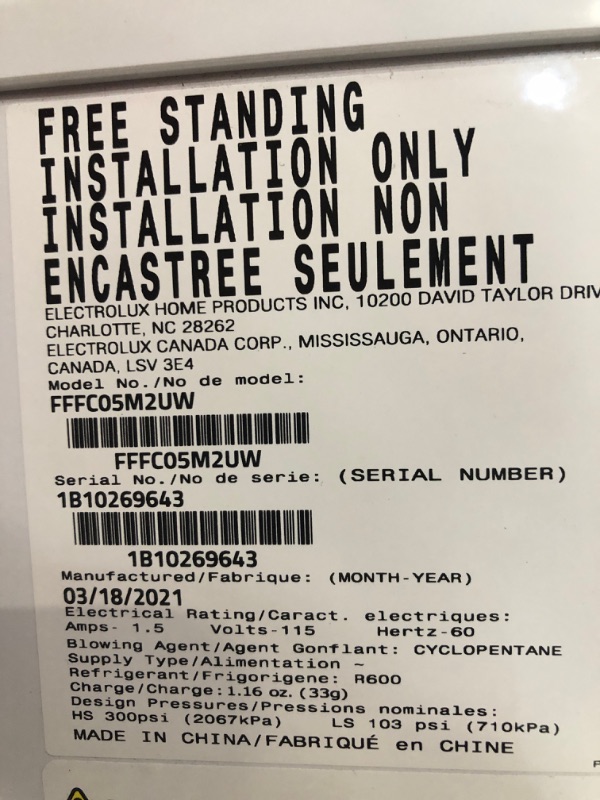 FREE STANDING
INSTALLATION ONLY
INSTALLATION NON
ENCASTREE SEULEMENT
ELECTROLUX HOME PRODUCTS INC, 10200 DAVID TAYLOR DRIV
CHARLOTTE, NC 28262
ELECTROLUX CANADA CORP., MISSISSAUGA, ONTARIO,
CANADA, LSV 3E4
Model No./No de model:
FFFC05M2UW
FFFC05M2UW
Serial No./No de serie: (SERIAL NUMBER)
1B10269643
1B10269643
Manufactured/Fabrique: (MONTH-YEAR)
03/18/2021
Electrical Rating/Caract. electriques:
Amps- 1.5 Volts-115 Hertz-60
Blowing Agent/Agent Gonflant: CYCLOPENTANE
Supply Type/Alimentation ~
Refrigerant/Frigorigene: R600
Charge/Charge:1.16 oz. (33g)
Design Pressures/Pressions nominales:
HS 300psi (2067kPa) LS 103 psi (710kPa)
MADE IN CHINA/FABRIQUÉ en CHINE